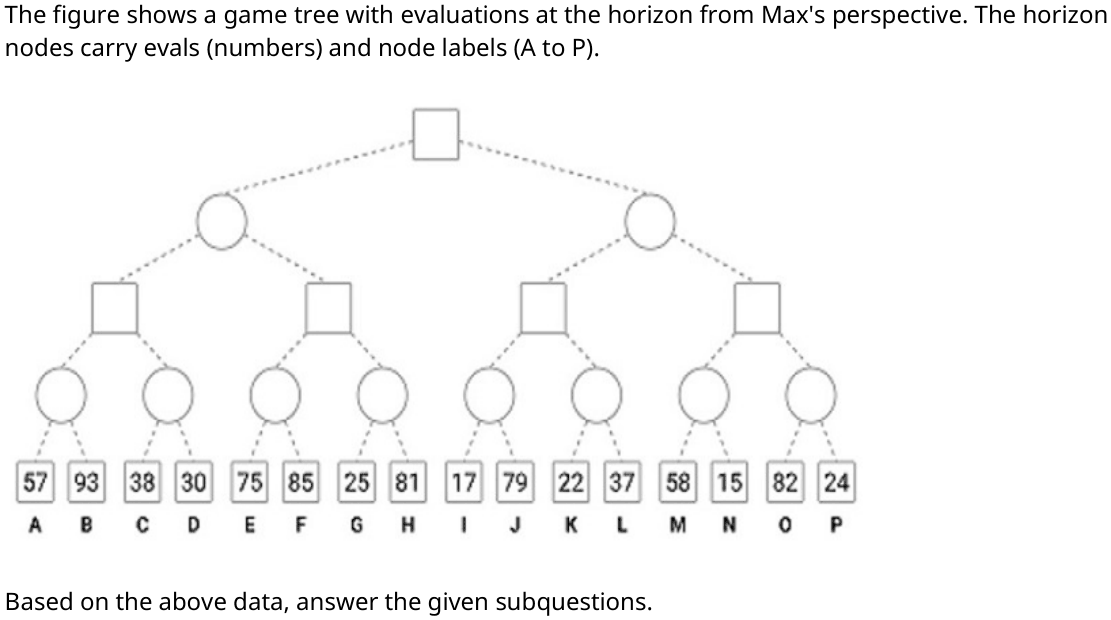 The figure shows a game tree with evaluations at the horizon from Max's perspective. The horizon
nodes carry evals (numbers) and node labels (A to P).
57 93 38 30 75 85 25 81 17 79 22 37 58 15 82 24
A B C D E F G H I J K L M N O P
Based on the above data, answer the given subquestions.